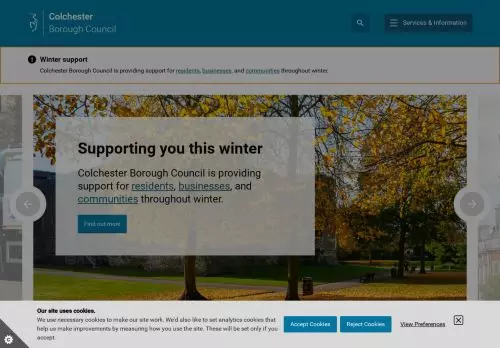 Colchester
Borough Council
Services & Information
Winter support
Colchester Borough Council is providing support for residents, businesses, and communities throughout winter.
Supporting you this winter
Colchester Borough Council is providing
support for residents, businesses, and
communities throughout winter.
Find out more
Our site uses cookies.
We use necessary cookies to make our site work. We'd also like to set analytics cookies that
help us make improvements by measuring how you use the site. These will be set only if you
accept.
Accept Cookies
Reject Cookies
View Preferences